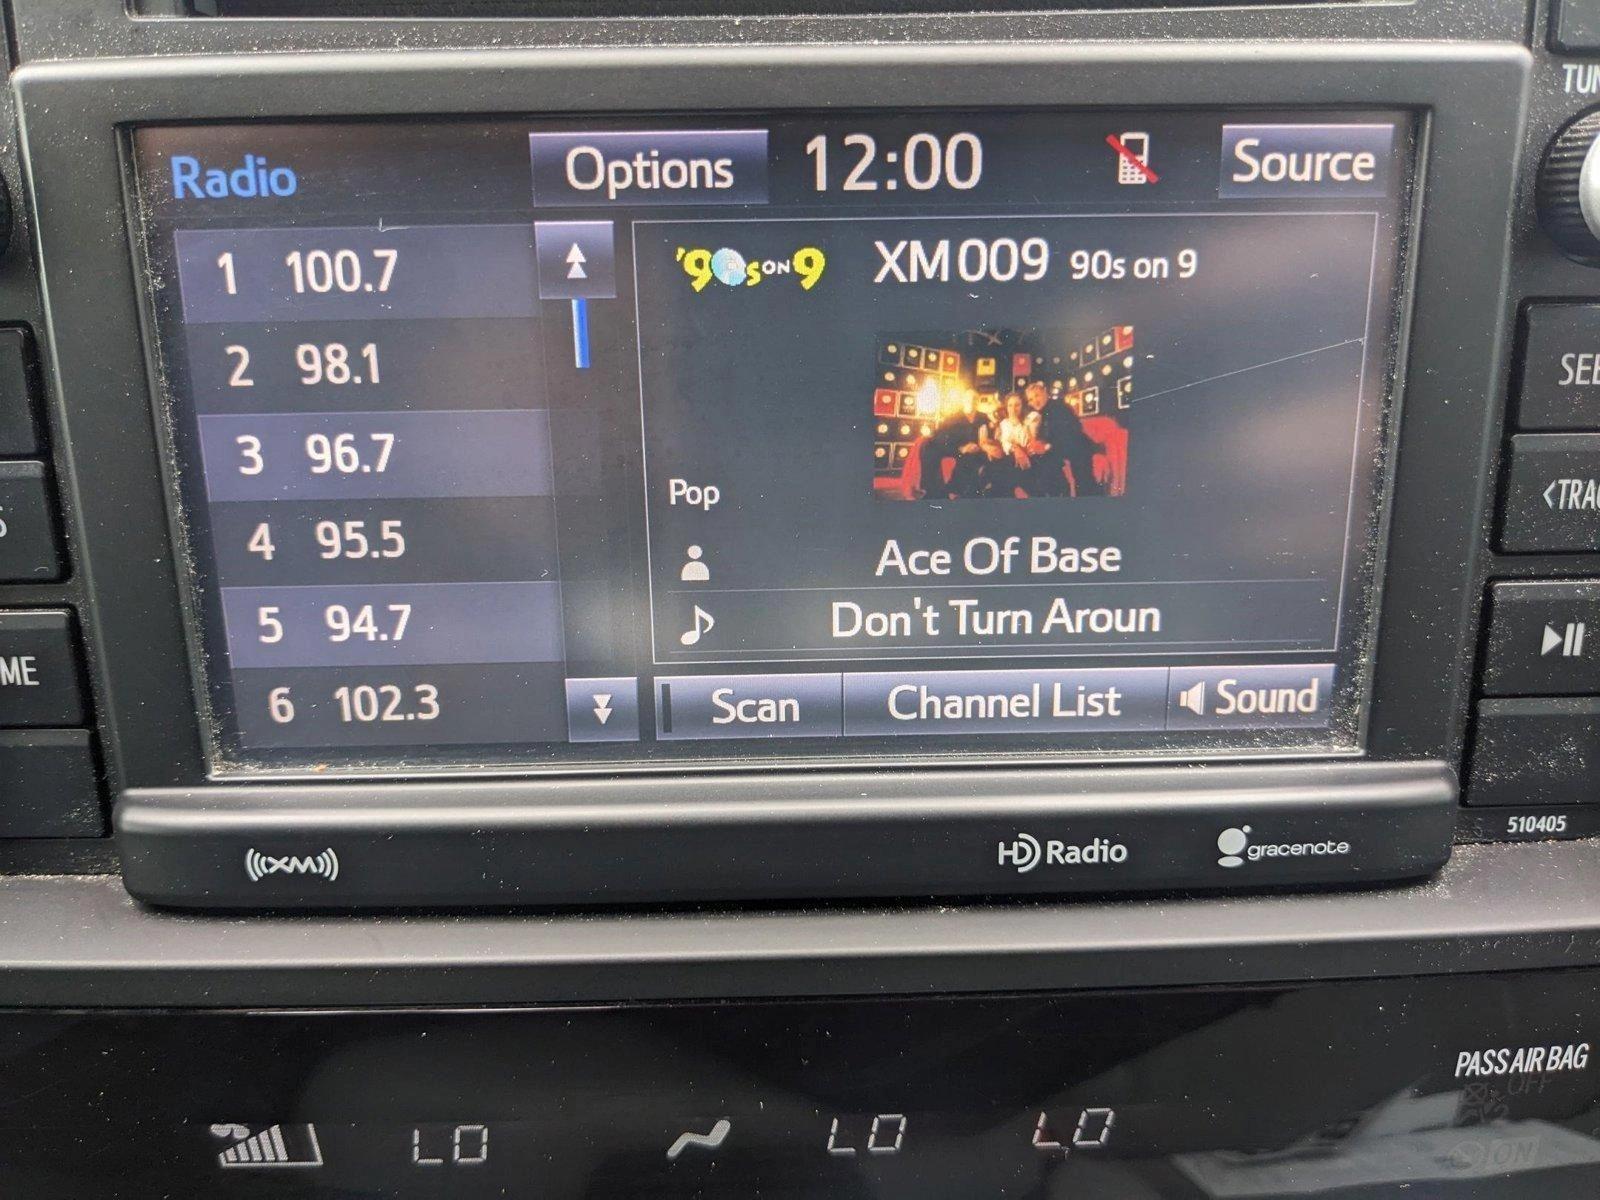 TUN
Radio
Options
12:00
Source
1 100.7
2 98.1
3 96.7
4 95.5
5 94.7
6 102.3
'90s ON 9
XM009 90s on 9
Pop
Ace Of Base
Don't Turn Aroun
Scan
Channel List
Sound
SEE
<TRAC
S
ME
510405
((XM))
HD Radio
gracenote
PASS AIR BAG
OFF
ON
LO
LO
LO